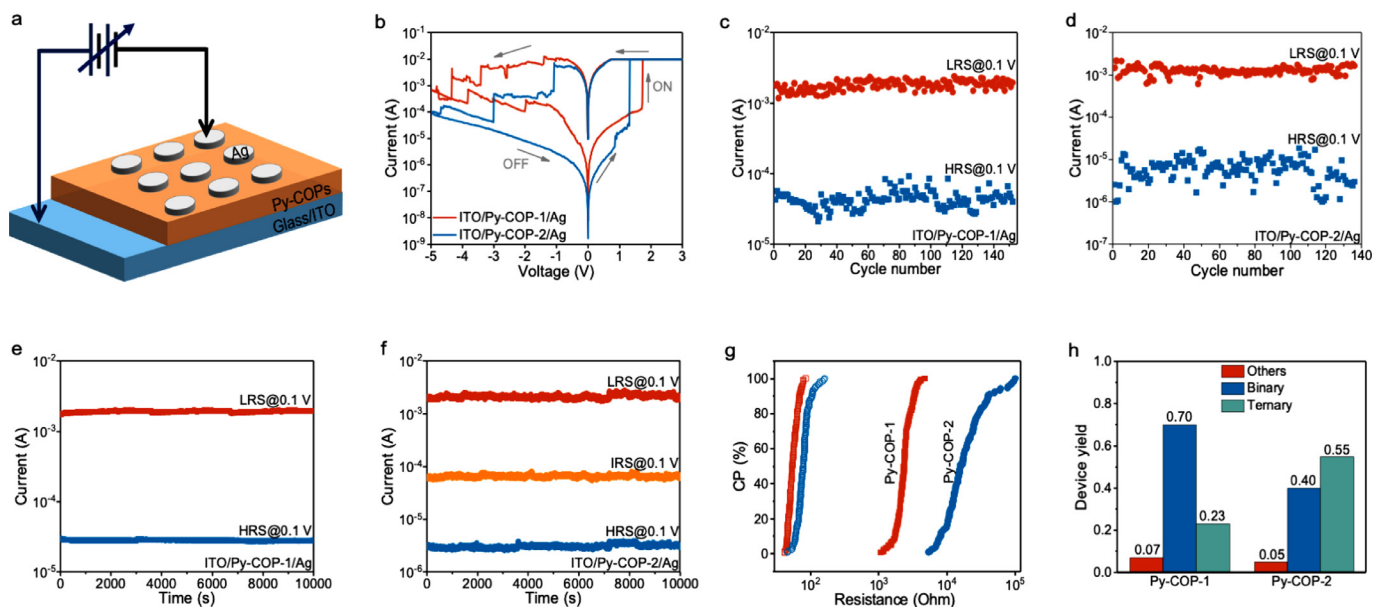 a
Ag
Py-COPs
Glass/ITO
b
Current (A)
10⁻¹
10⁻²
10⁻³
10⁻⁴
10⁻⁵
10⁻⁶
10⁻⁷
10⁻⁸
10⁻⁹
ON
OFF
ITO/Py-COP-1/Ag
ITO/Py-COP-2/Ag
-5 -4 -3 -2 -1 0 1 2 3
Voltage (V)
c
Current (A)
10⁻²
10⁻³
10⁻⁴
10⁻⁵
LRS@0.1 V
HRS@0.1 V
ITO/Py-COP-1/Ag
0 20 40 60 80 100 120 140
Cycle number
d
Current (A)
10⁻²
10⁻³
10⁻⁴
10⁻⁵
10⁻⁶
10⁻⁷
LRS@0.1 V
HRS@0.1 V
ITO/Py-COP-2/Ag
0 20 40 60 80 100 120 140
Cycle number
e
Current (A)
10⁻²
10⁻³
10⁻⁴
10⁻⁵
LRS@0.1 V
HRS@0.1 V
ITO/Py-COP-1/Ag
0 2000 4000 6000 8000 10000
Time (s)
f
Current (A)
10⁻²
10⁻³
10⁻⁴
10⁻⁵
10⁻⁶
LRS@0.1 V
IRS@0.1 V
HRS@0.1 V
ITO/Py-COP-2/Ag
0 2000 4000 6000 8000 10000
Time (s)
g
CP (%)
100
80
60
40
20
0
Py-COP-1
Py-COP-2
10² 10³ 10⁴ 10⁵
Resistance (Ohm)
h
Device yield
1.0
0.8
0.6
0.4
0.2
0.0
Others
Binary
Ternary
0.07
0.70
0.23
0.05
0.40
0.55
Py-COP-1 Py-COP-2